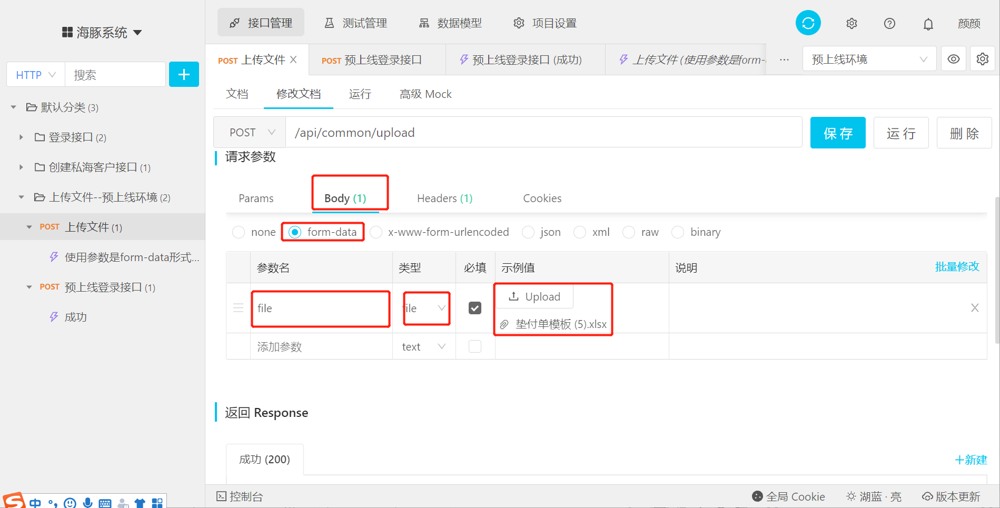 海豚系统
接口管理 测试管理 数据模型 项目设置 颜颜
POST 上传文件 X POST 预上线登录接口 预上线登录接口 (成功) 上传文件 (使用参数是form- ··· 预上线环境
HTTP 搜索 +
文档 修改文档 运行 高级 Mock
默认分类 (3)
登录接口 (2)
创建私海客户接口 (1)
上传文件--预上线环境 (2)
POST 上传文件 (1)
使用参数是form-data形式...
POST 预上线登录接口 (1)
成功
POST /api/common/upload 保存 运行 删除
请求参数
Params Body (1) Headers (1) Cookies
none form-data x-www-form-urlencoded json xml raw binary
参数名 类型 必填 示例值 说明 批量修改
file file Upload
垫付单模板 (5).xlsx
添加参数 text
返回 Response
成功 (200) +新建
控制台 全局 Cookie 湖蓝 · 亮 版本更新
S 中